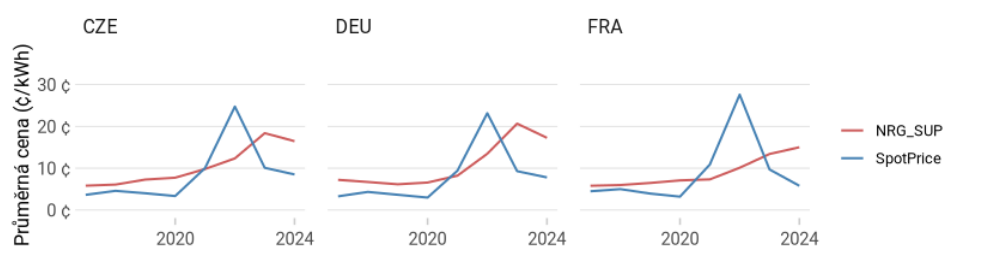 CZE
DEU
FRA
Průměrná cena (¢/kWh)
30 ¢
20 ¢
10 ¢
0 ¢
2020
2024
2020
2024
2020
2024
NRG_SUP
SpotPrice